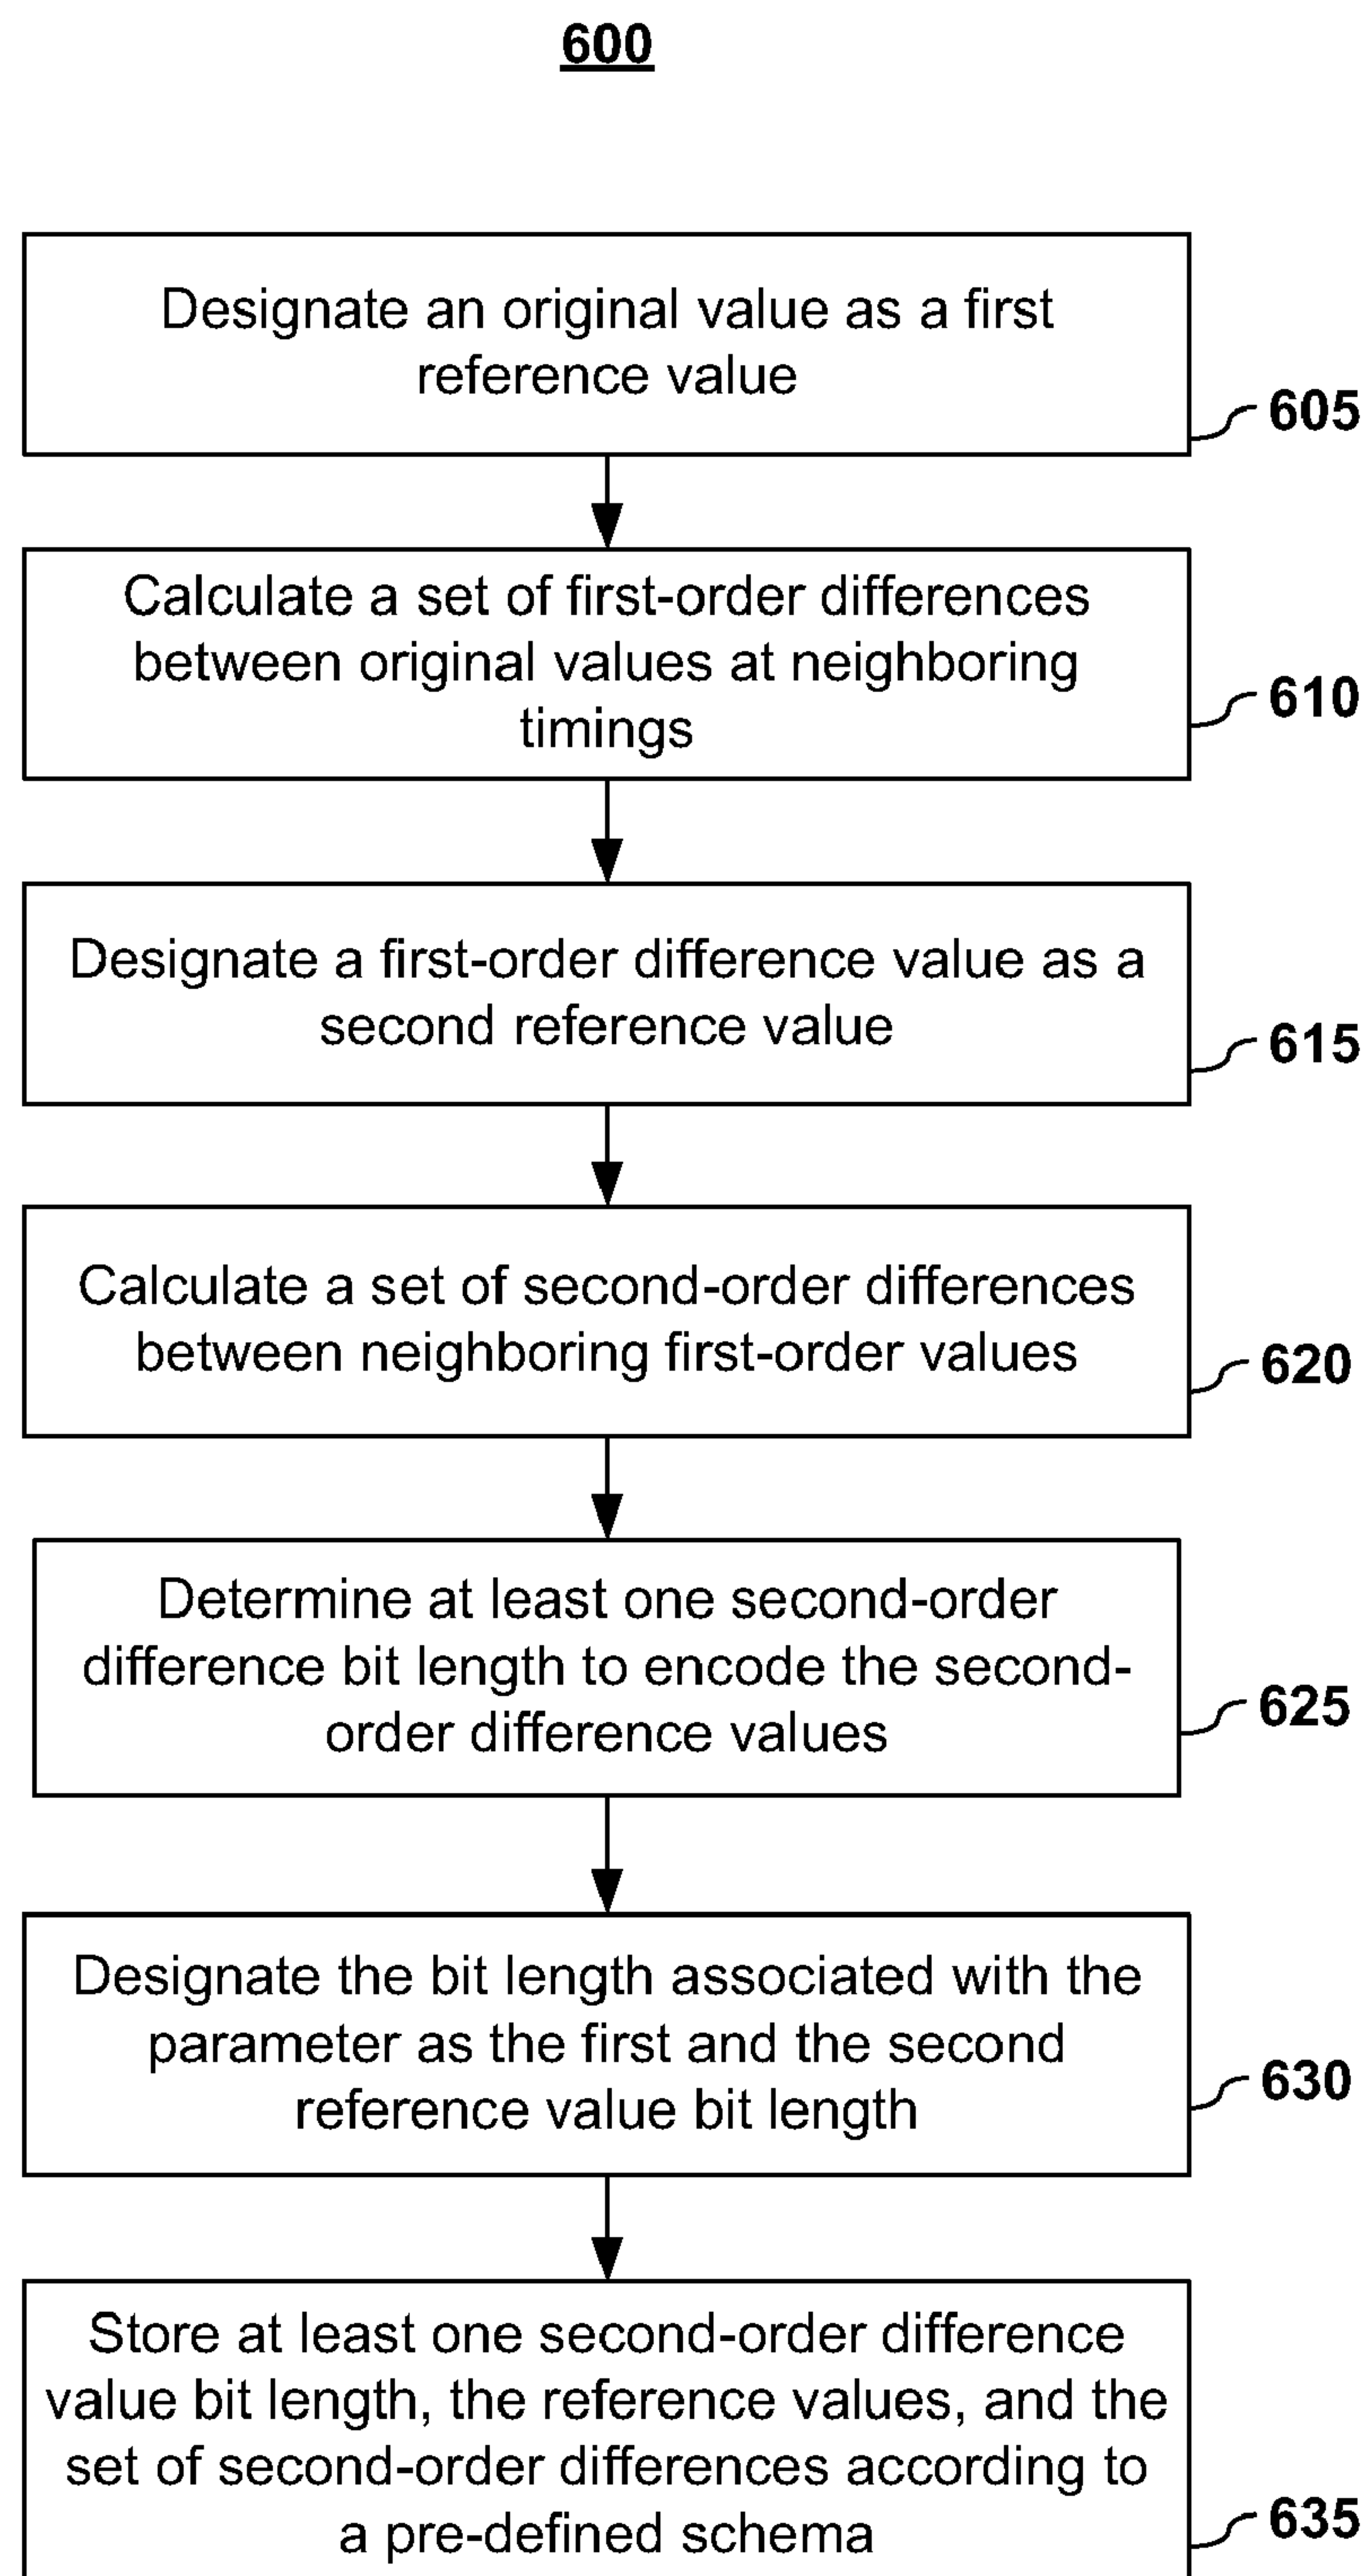 600
Designate an original value as a first
reference value
605
Calculate a set of first-order differences
between original values at neighboring
timings
610
Designate a first-order difference value as a
second reference value
615
Calculate a set of second-order differences
between neighboring first-order values
620
Determine at least one second-order
difference bit length to encode the second-
order difference values
625
Designate the bit length associated with the
parameter as the first and the second
reference value bit length
630
Store at least one second-order difference
value bit length, the reference values, and the
set of second-order differences according to
a pre-defined schema
635